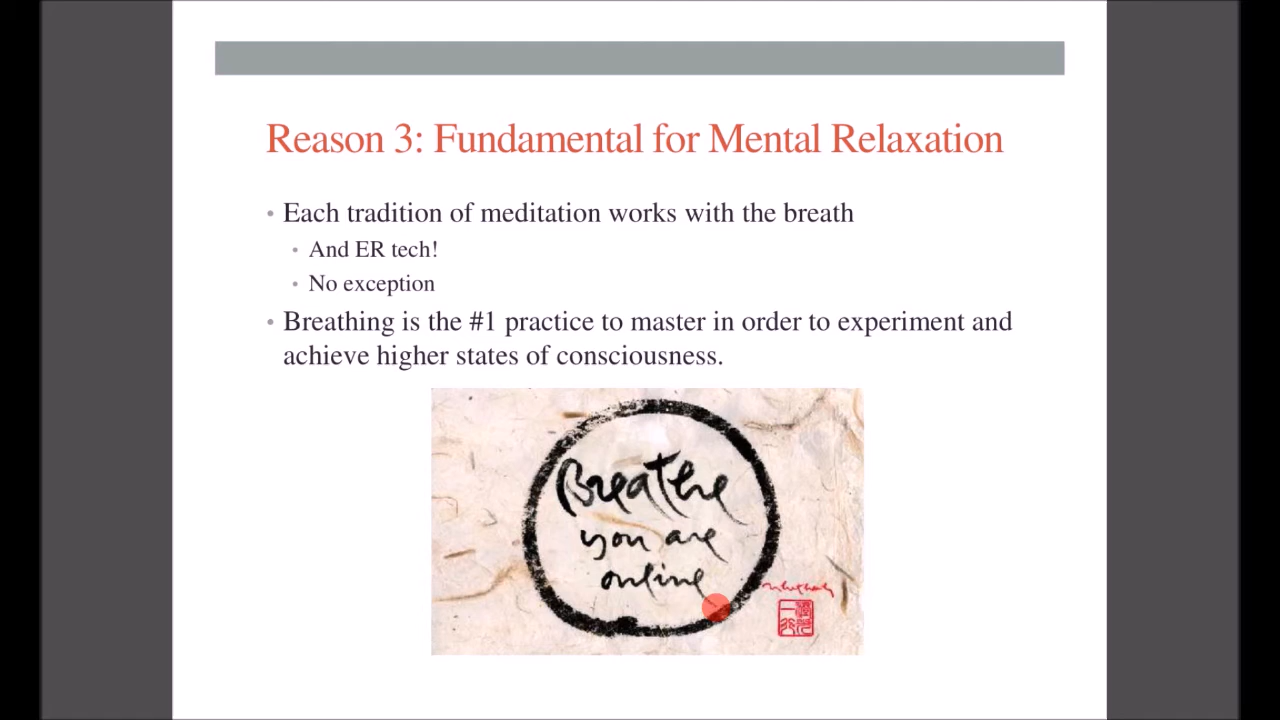 Reason 3: Fundamental for Mental Relaxation
• Each tradition of meditation works with the breath
• And ER tech!
• No exception
• Breathing is the #1 practice to master in order to experiment and
achieve higher states of consciousness.
Breathe
you are
online